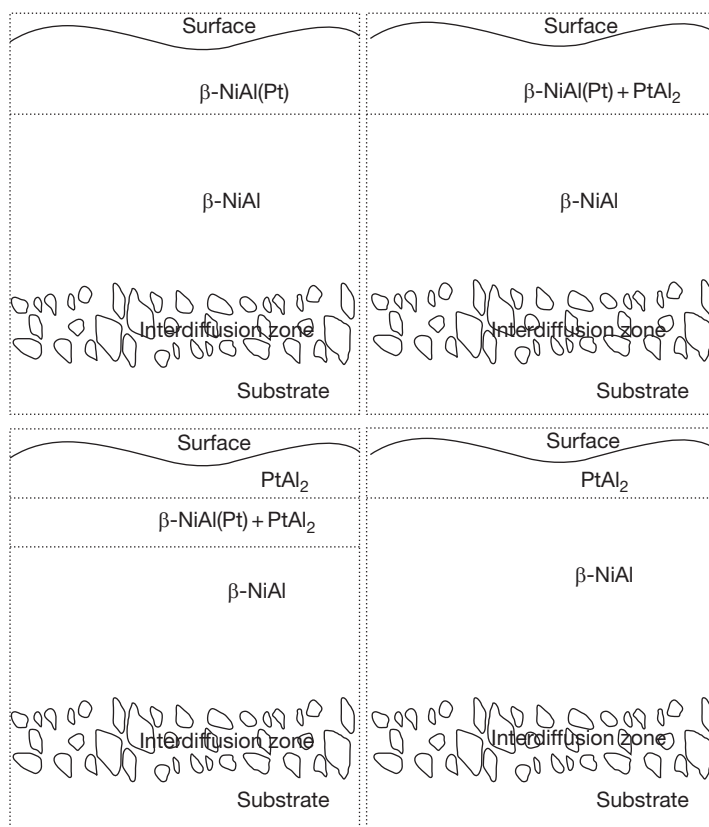 Surface
β-NiAl(Pt)
β-NiAl
Interdiffusion zone
Substrate
Surface
β-NiAl(Pt) + PtAl₂
β-NiAl
Interdiffusion zone
Substrate
Surface
PtAl₂
β-NiAl(Pt) + PtAl₂
β-NiAl
Interdiffusion zone
Substrate
Surface
PtAl₂
β-NiAl
Interdiffusion zone
Substrate